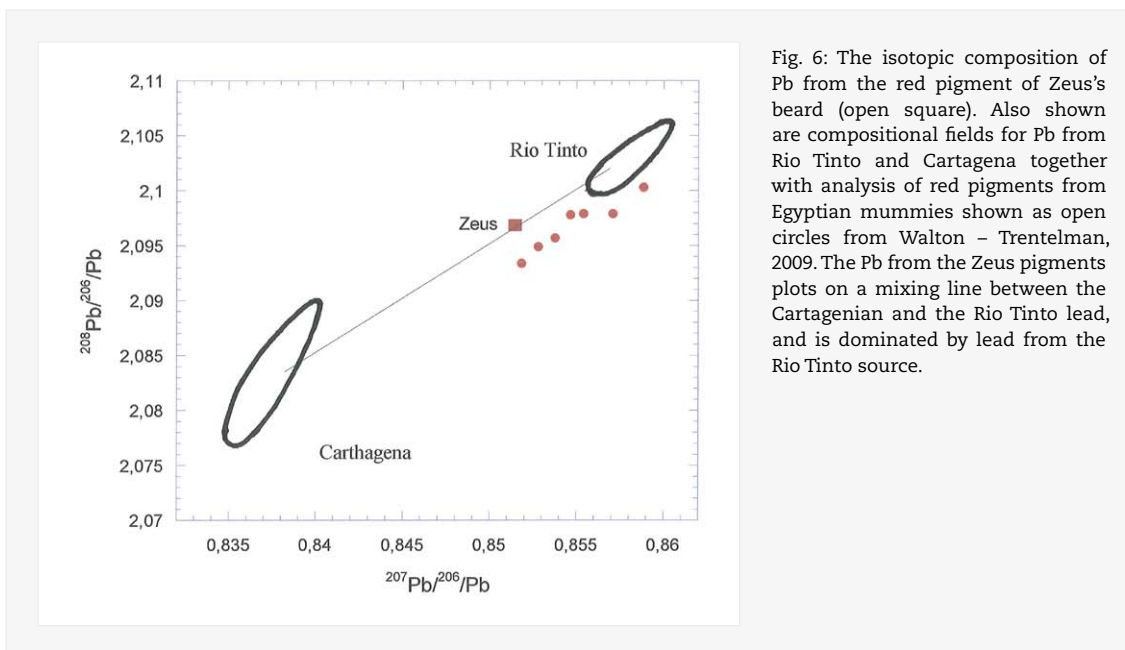 2,11
2,105
2,1
2,095
2,09
2,085
2,08
2,075
2,07
208Pb/206/Pb
Rio Tinto
Zeus
Carthagena
0,835
0,84
0,845
0,85
0,855
0,86
207Pb/206/Pb
Fig. 6: The isotopic composition of
Pb from the red pigment of Zeus's
beard (open square). Also shown
are compositional fields for Pb from
Rio Tinto and Cartagena together
with analysis of red pigments from
Egyptian mummies shown as open
circles from Walton – Trentelman,
2009. The Pb from the Zeus pigments
plots on a mixing line between the
Cartagenian and the Rio Tinto lead,
and is dominated by lead from the
Rio Tinto source.